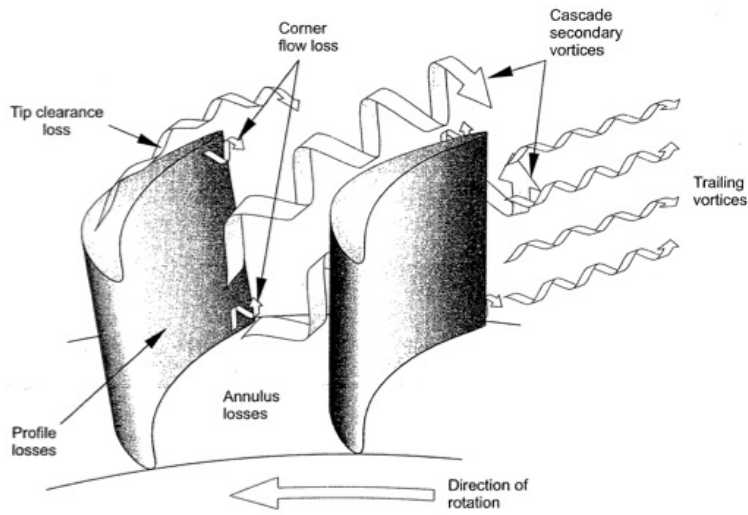 Corner
flow loss
Cascade
secondary
vortices
Tip clearance
loss
Trailing
vortices
Annulus
losses
Profile
losses
Direction of
rotation